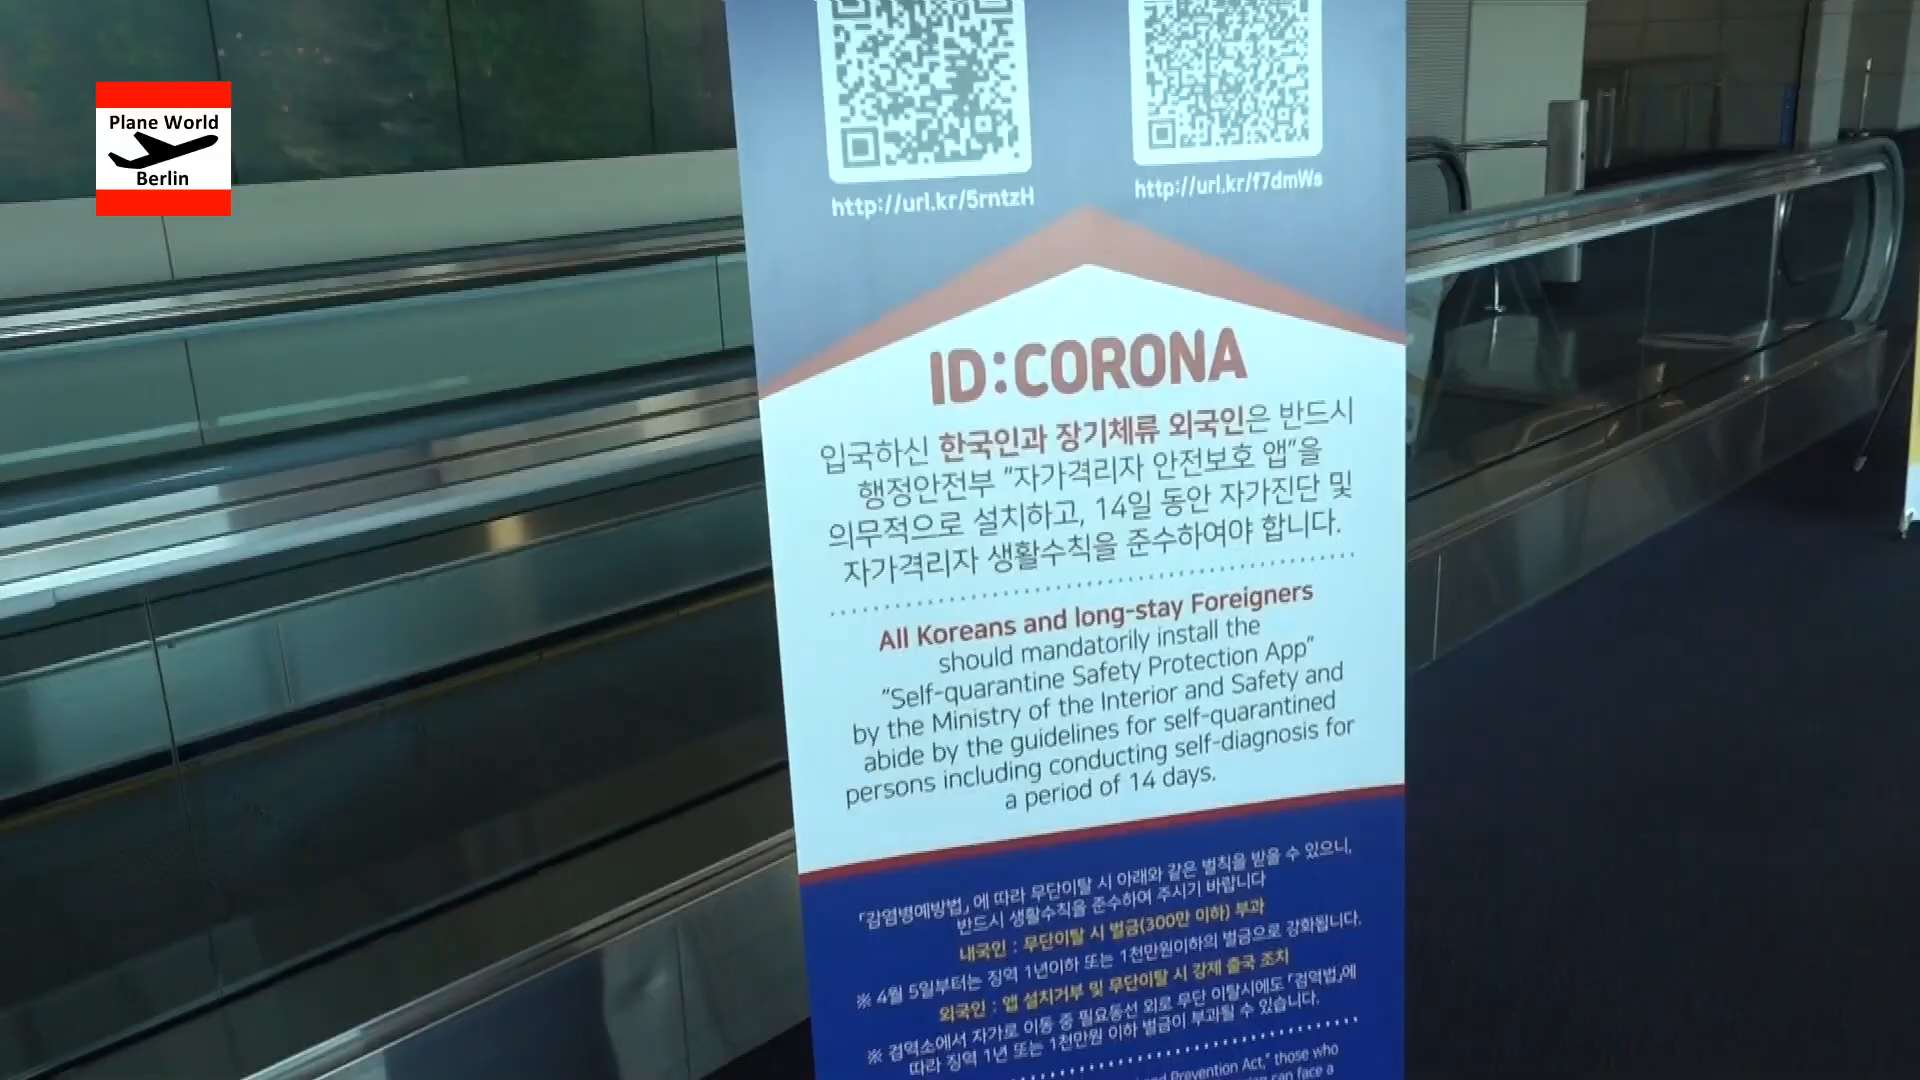 Plane World
Berlin
http://url.kr/5rntzH
http://url.kr/f7dmWs
ID:CORONA
입국하신 한국인과 장기체류 외국인은 반드시
행정안전부 "자가격리자 안전보호 앱"을
의무적으로 설치하고, 14일 동안 자가진단 및
자가격리자 생활수칙을 준수하여야 합니다.
All Koreans and long-stay Foreigners
should mandatorily install the
"Self-quarantine Safety Protection App"
by the Ministry of the Interior and Safety and
abide by the guidelines for self-quarantined
persons including conducting self-diagnosis for
a period of 14 days.
「감염병예방법」에 따라 무단이탈 시 아래와 같은 벌칙을 받을 수 있으니,
반드시 생활수칙을 준수하여 주시기 바랍니다
내국인 : 무단이탈 시 벌금(300만 이하) 부과
※ 4월 5일부터는 징역 1년이하 또는 1천만원이하의 벌금으로 강화됩니다.
외국인 : 앱 설치거부 및 무단이탈 시 강제 출국 조치
※ 검역소에서 자가로 이동 중 필요동선 외로 무단 이탈시에도 「검역법」에
따라 징역 1년 또는 1천만원 이하 벌금이 부과될 수 있습니다.
Prevention Act," those who
can face a